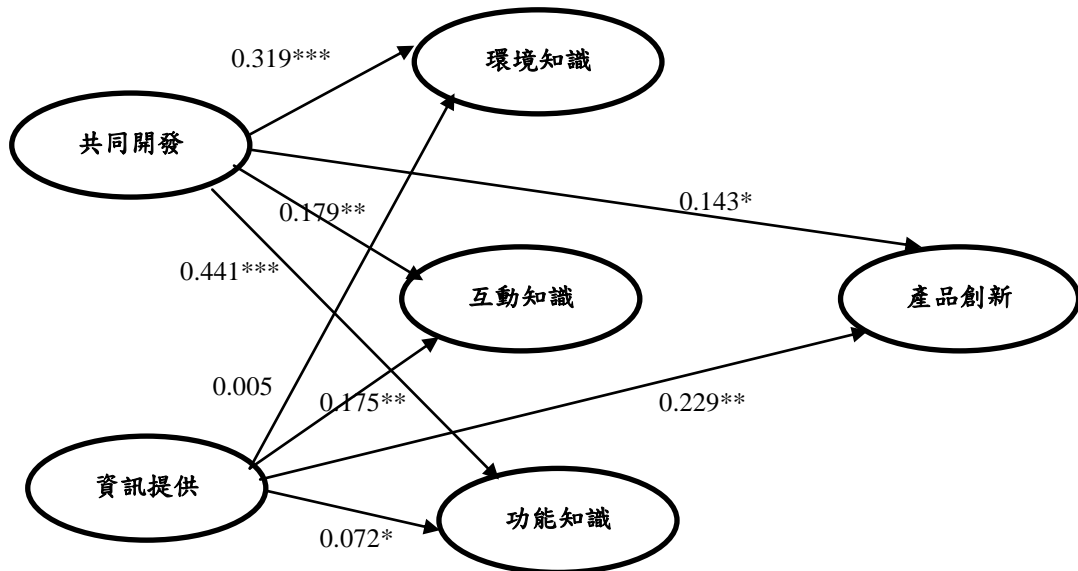 0.319***
環境知識
共同開發
0.143*
0.179**
0.441***
互動知識
產品創新
0.005
0.175**
0.229**
資訊提供
功能知識
0.072*